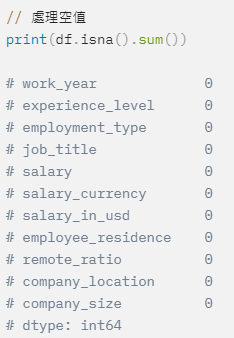 // 處理空值
print(df.isna().sum())
# work_year 0
# experience_level 0
# employment_type 0
# job_title 0
# salary 0
# salary_currency 0
# salary_in_usd 0
# employee_residence 0
# remote_ratio 0
# company_location 0
# company_size 0
# dtype: int64